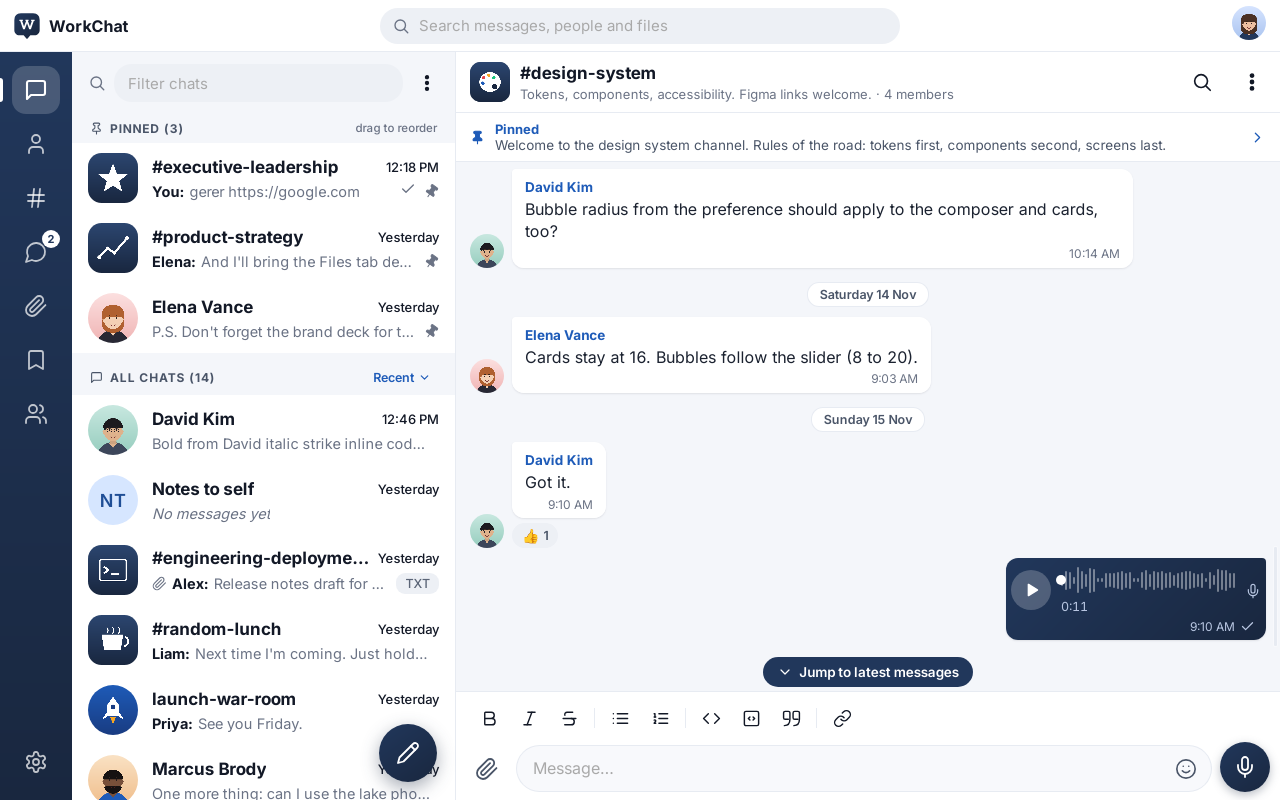 W WorkChat
Search messages, people and files
2
Filter chats
PINNED (3)
drag to reorder
#executive-leadership
12:18 PM
You: gerer https://google.com
#product-strategy
Yesterday
Elena: And I'll bring the Files tab de...
Elena Vance
Yesterday
P.S. Don't forget the brand deck for t...
ALL CHATS (14)
Recent
David Kim
12:46 PM
Bold from David italic strike inline cod...
NT
Notes to self
Yesterday
No messages yet
#engineering-deployme...
Yesterday
Alex: Release notes draft for ...
TXT
#random-lunch
Yesterday
Liam: Next time I'm coming. Just hold...
launch-war-room
Yesterday
Priya: See you Friday.
Marcus Brody
One more thing: can I use the lake pho...
#design-system
Tokens, components, accessibility. Figma links welcome. · 4 members
Pinned
Welcome to the design system channel. Rules of the road: tokens first, components second, screens last.
David Kim
Bubble radius from the preference should apply to the composer and cards,
too?
10:14 AM
Saturday 14 Nov
Elena Vance
Cards stay at 16. Bubbles follow the slider (8 to 20).
9:03 AM
Sunday 15 Nov
David Kim
Got it.
9:10 AM
👍 1
0:11
9:10 AM
Jump to latest messages
Message...